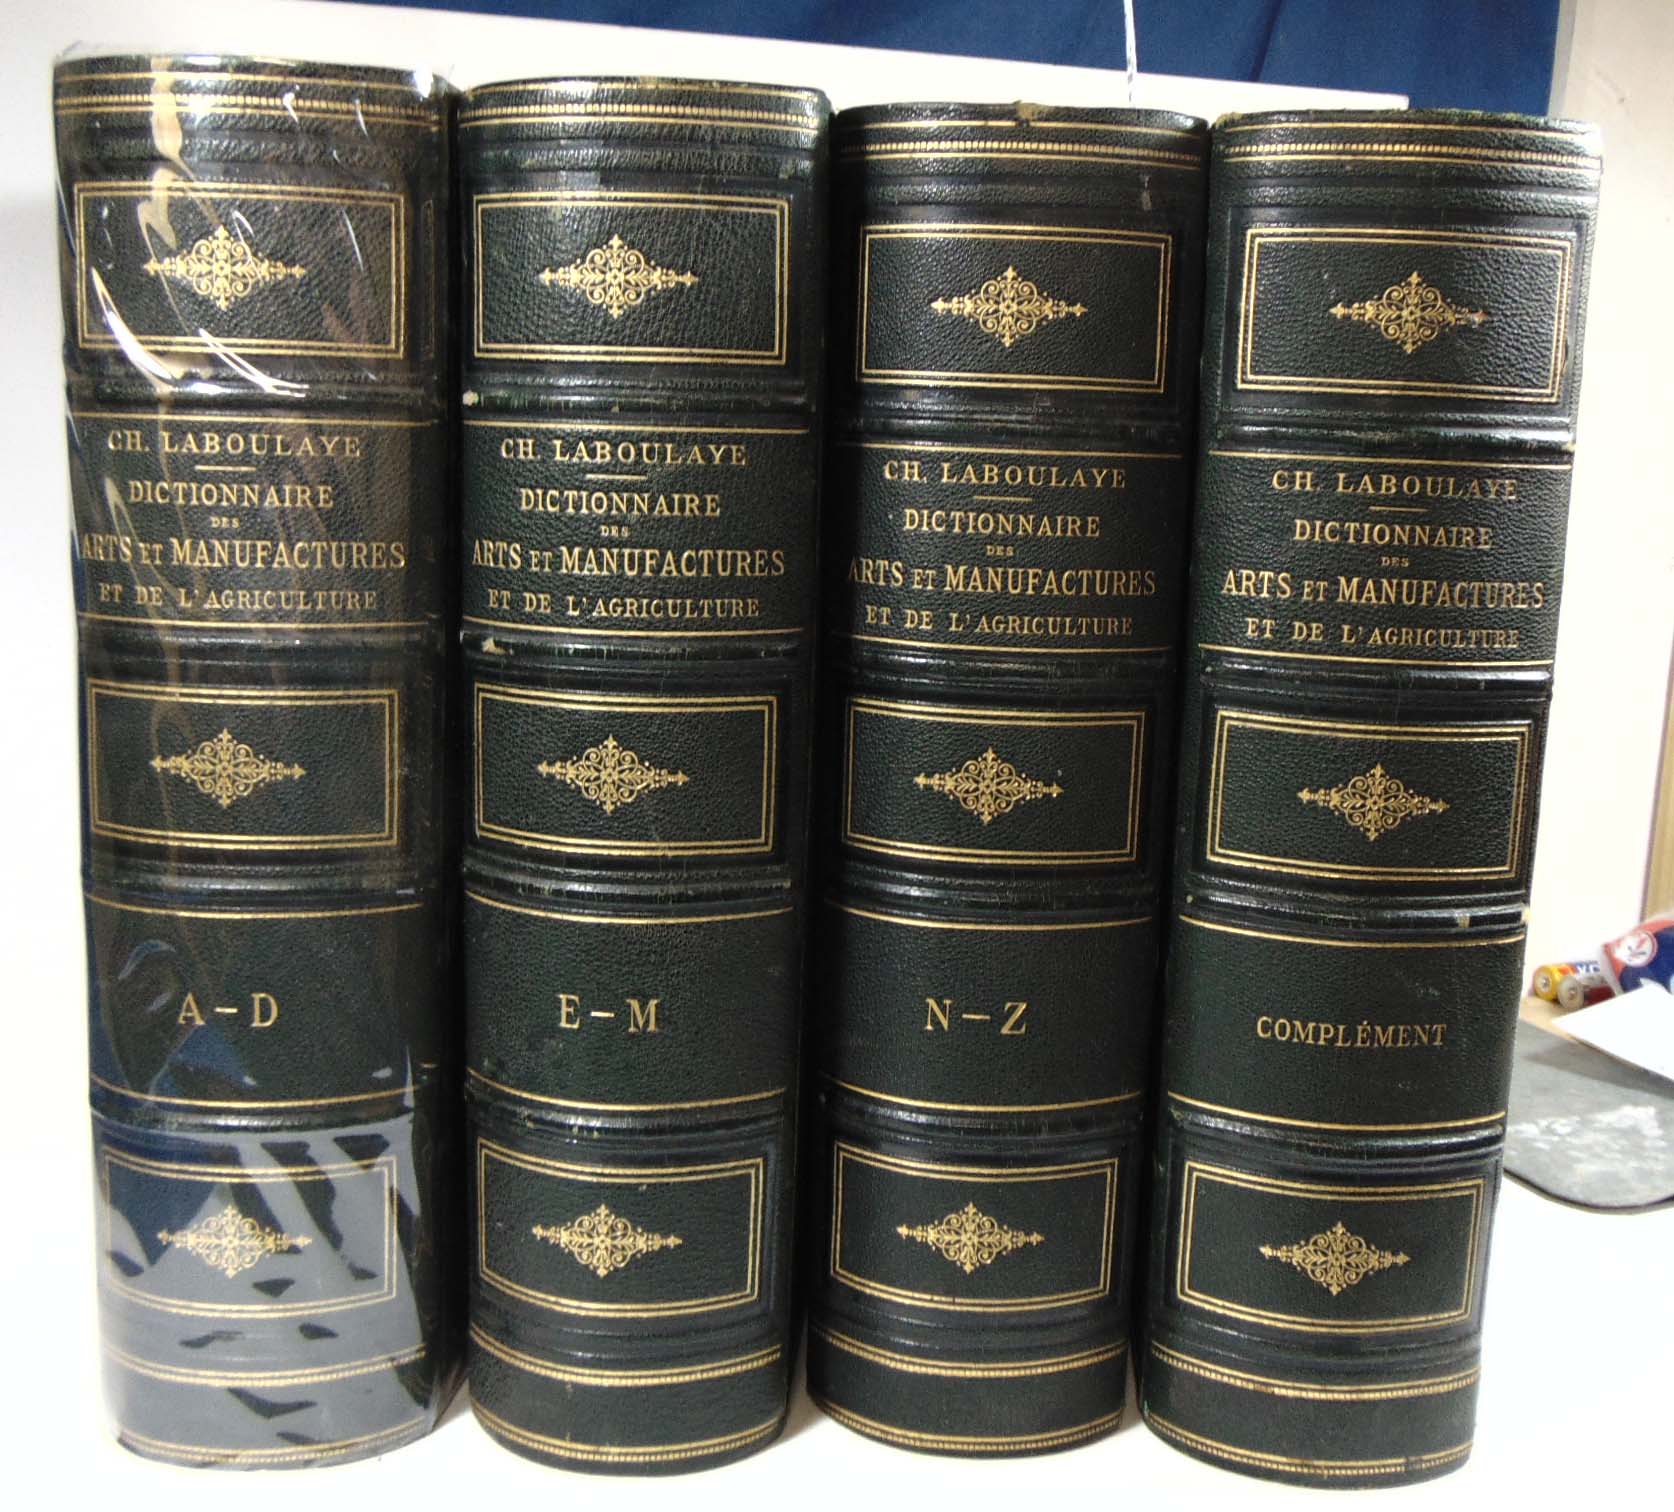 CH. LABOULAYE
DICTIONNAIRE
DES
ARTS ET MANUFACTURES
ET DE L'AGRICULTURE
A – D
CH. LABOULAYE
DICTIONNAIRE
DES
ARTS ET MANUFACTURES
ET DE L'AGRICULTURE
E – M
CH. LABOULAYE
DICTIONNAIRE
DES
ARTS ET MANUFACTURES
ET DE L'AGRICULTURE
N – Z
CH. LABOULAYE
DICTIONNAIRE
DES
ARTS ET MANUFACTURES
ET DE L'AGRICULTURE
COMPLÉMENT